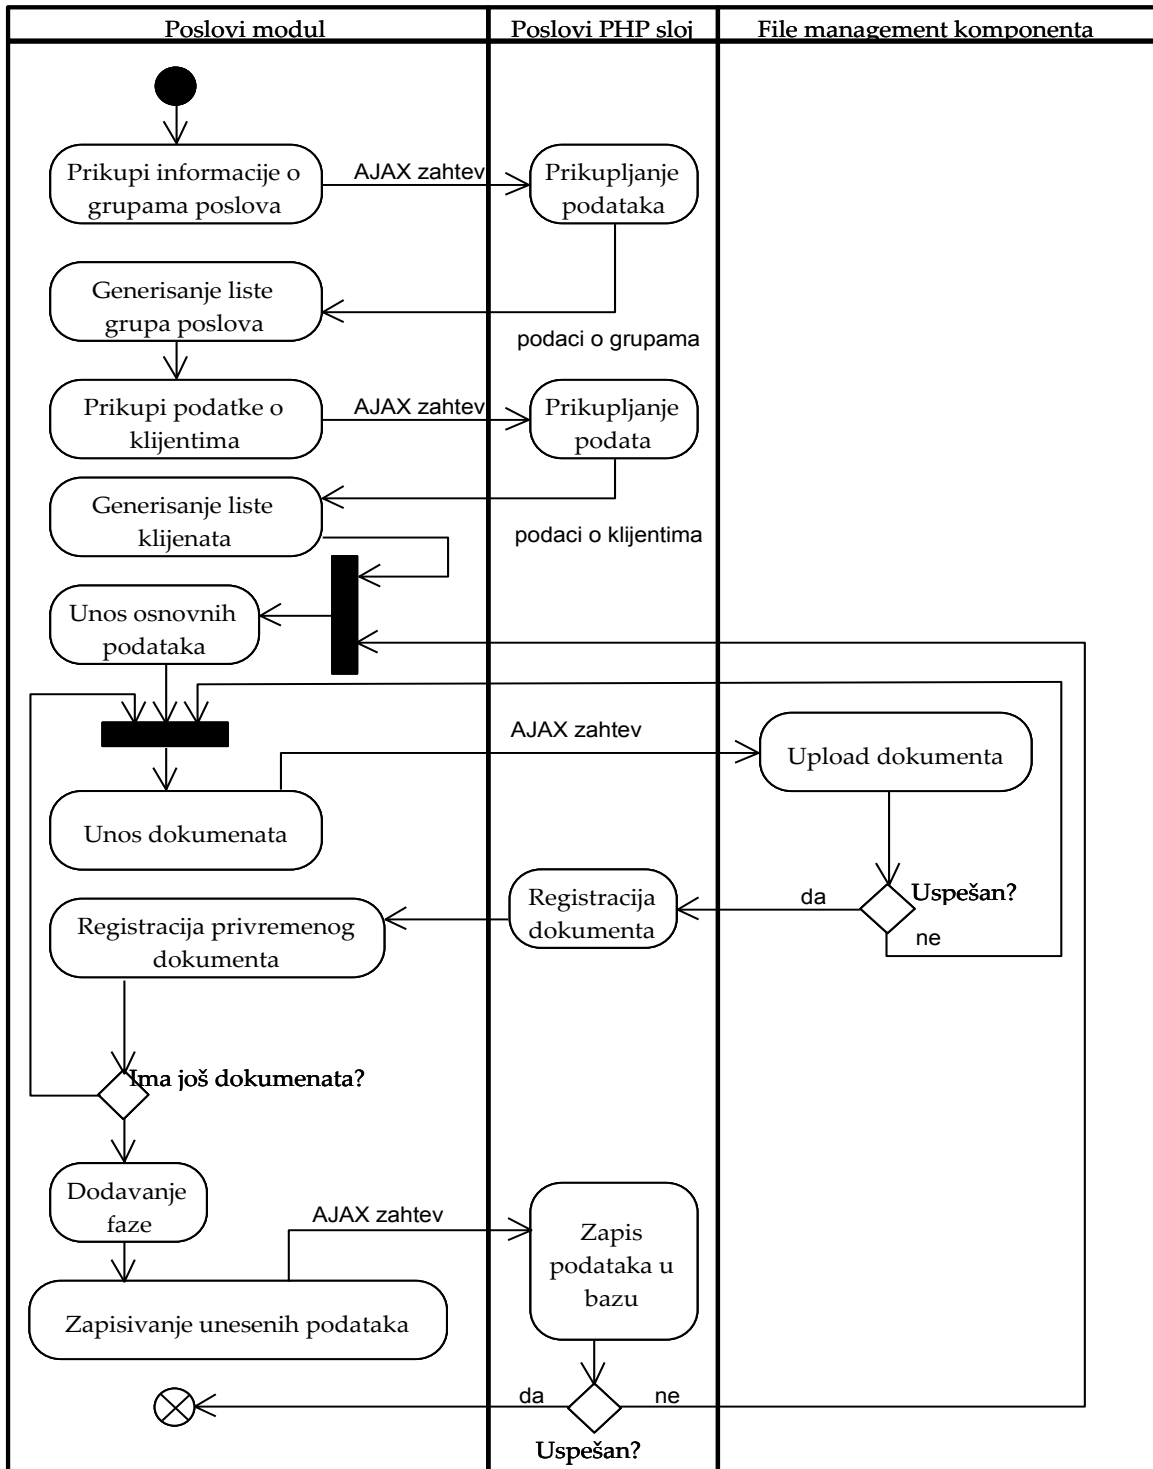 Poslovi modul
Poslovi PHP sloj
File management komponenta
Prikupi informacije o
grupama poslova
AJAX zahtev
Prikupljanje
podataka
Generisanje liste
grupa poslova
podaci o grupama
Prikupi podatke o
klijentima
AJAX zahtev
Prikupljanje
podata
Generisanje liste
klijenata
podaci o klijentima
Unos osnovnih
podataka
AJAX zahtev
Upload dokumenta
Unos dokumenata
Uspešan?
da
ne
Registracija
dokumenta
Registracija privremenog
dokumenta
Ima još dokumenata?
Dodavanje
faze
AJAX zahtev
Zapis
podataka u
bazu
Zapisivanje unesenih podataka
da
ne
Uspešan?